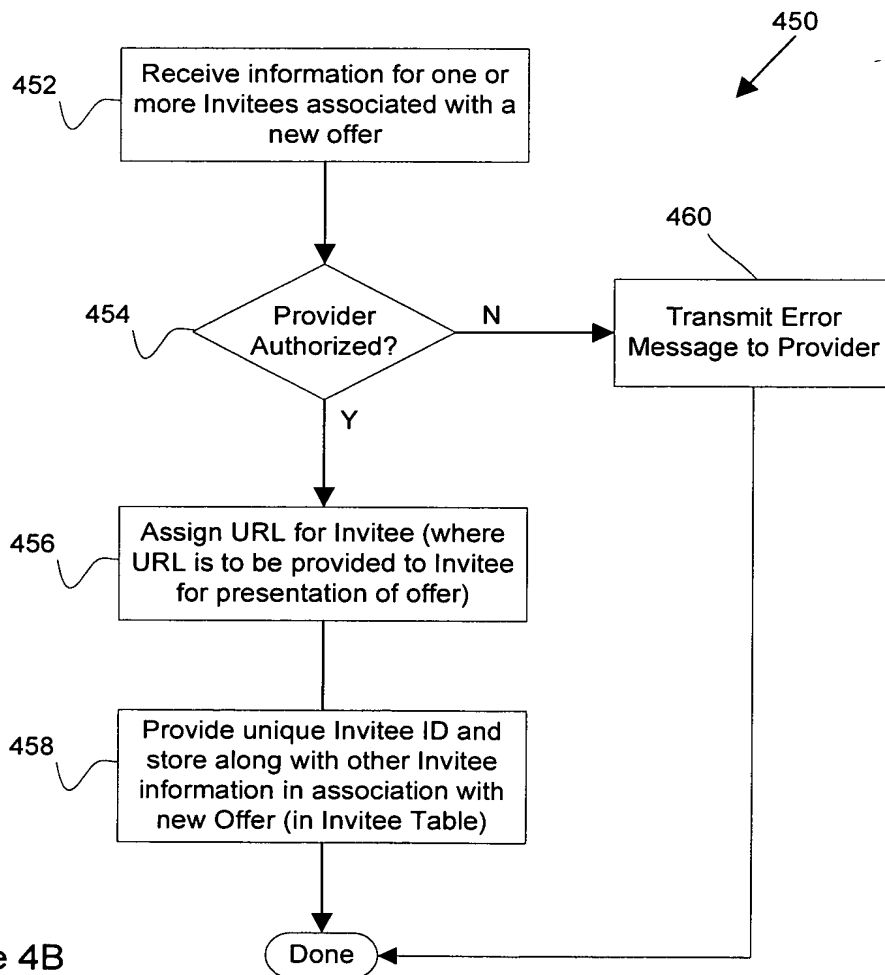 450
452
Receive information for one or
more Invitees associated with a
new offer
460
454
Provider
Authorized?
N
Transmit Error
Message to Provider
Y
456
Assign URL for Invitee (where
URL is to be provided to Invitee
for presentation of offer)
458
Provide unique Invitee ID and
store along with other Invitee
information in association with
new Offer (in Invitee Table)
Done
e 4B